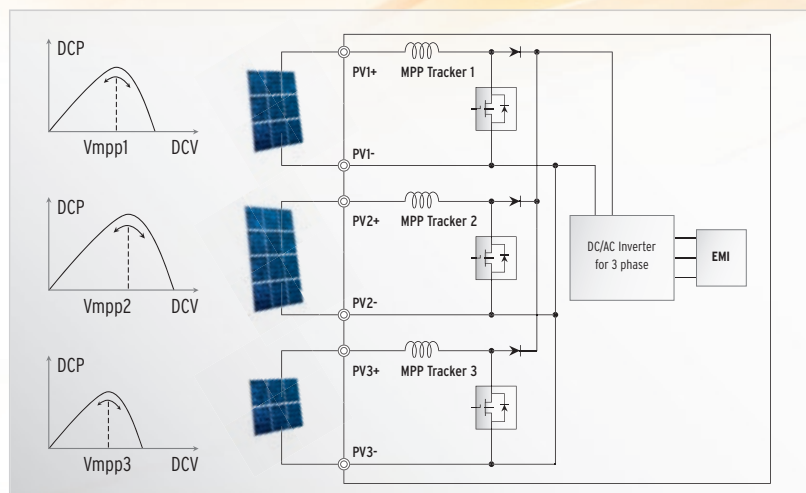 DCP
Vmpp1 DCV
PV1+ MPP Tracker 1
PV1-
DCP
Vmpp2 DCV
PV2+ MPP Tracker 2
PV2-
DC/AC Inverter
for 3 phase
EMI
DCP
Vmpp3 DCV
PV3+ MPP Tracker 3
PV3-